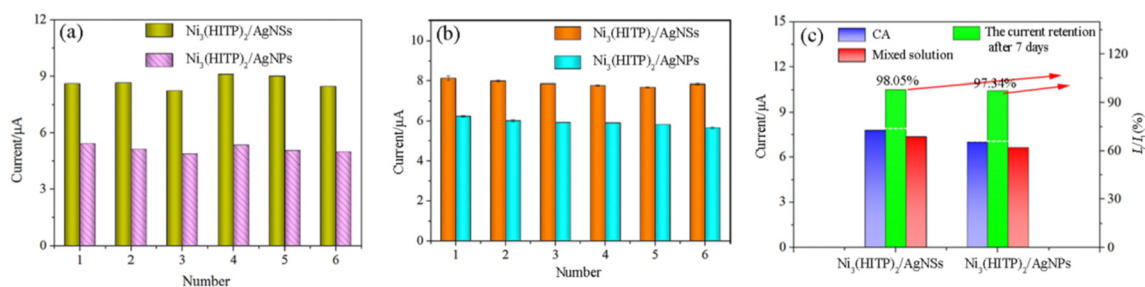 (a)
Ni3(HITP)2/AgNSs
Ni3(HITP)2/AgNPs
12
9
6
3
0
Current/μA
1 2 3 4 5 6
Number
(b)
Ni3(HITP)2/AgNSs
Ni3(HITP)2/AgNPs
10
8
6
4
2
0
Current/μA
1 2 3 4 5 6
Number
(c)
CA
Mixed solution
The current retention
after 7 days
98.05%
97.34%
15
12
9
6
3
0
Current/μA
120
90
60
30
0
I/I (%)
Ni3(HITP)2/AgNSs Ni3(HITP)2/AgNPs